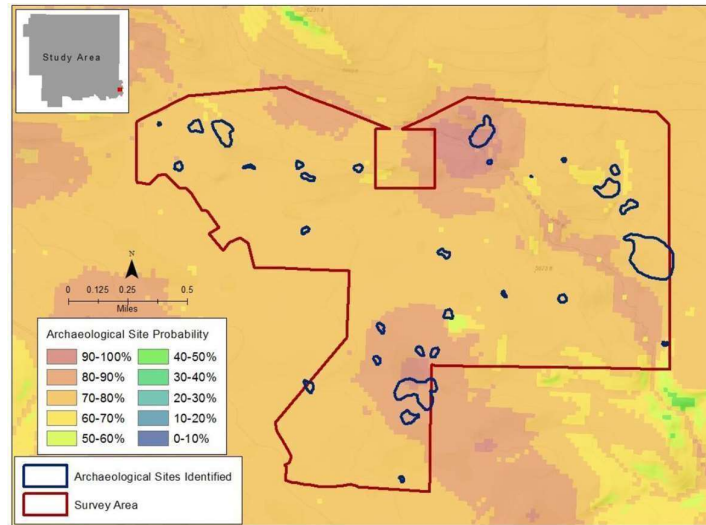 Study Area
N
0 0.125 0.25 0.5
Miles
Archaeological Site Probability
90-100% 40-50%
80-90% 30-40%
70-80% 20-30%
60-70% 10-20%
50-60% 0-10%
Archaeological Sites Identified
Survey Area